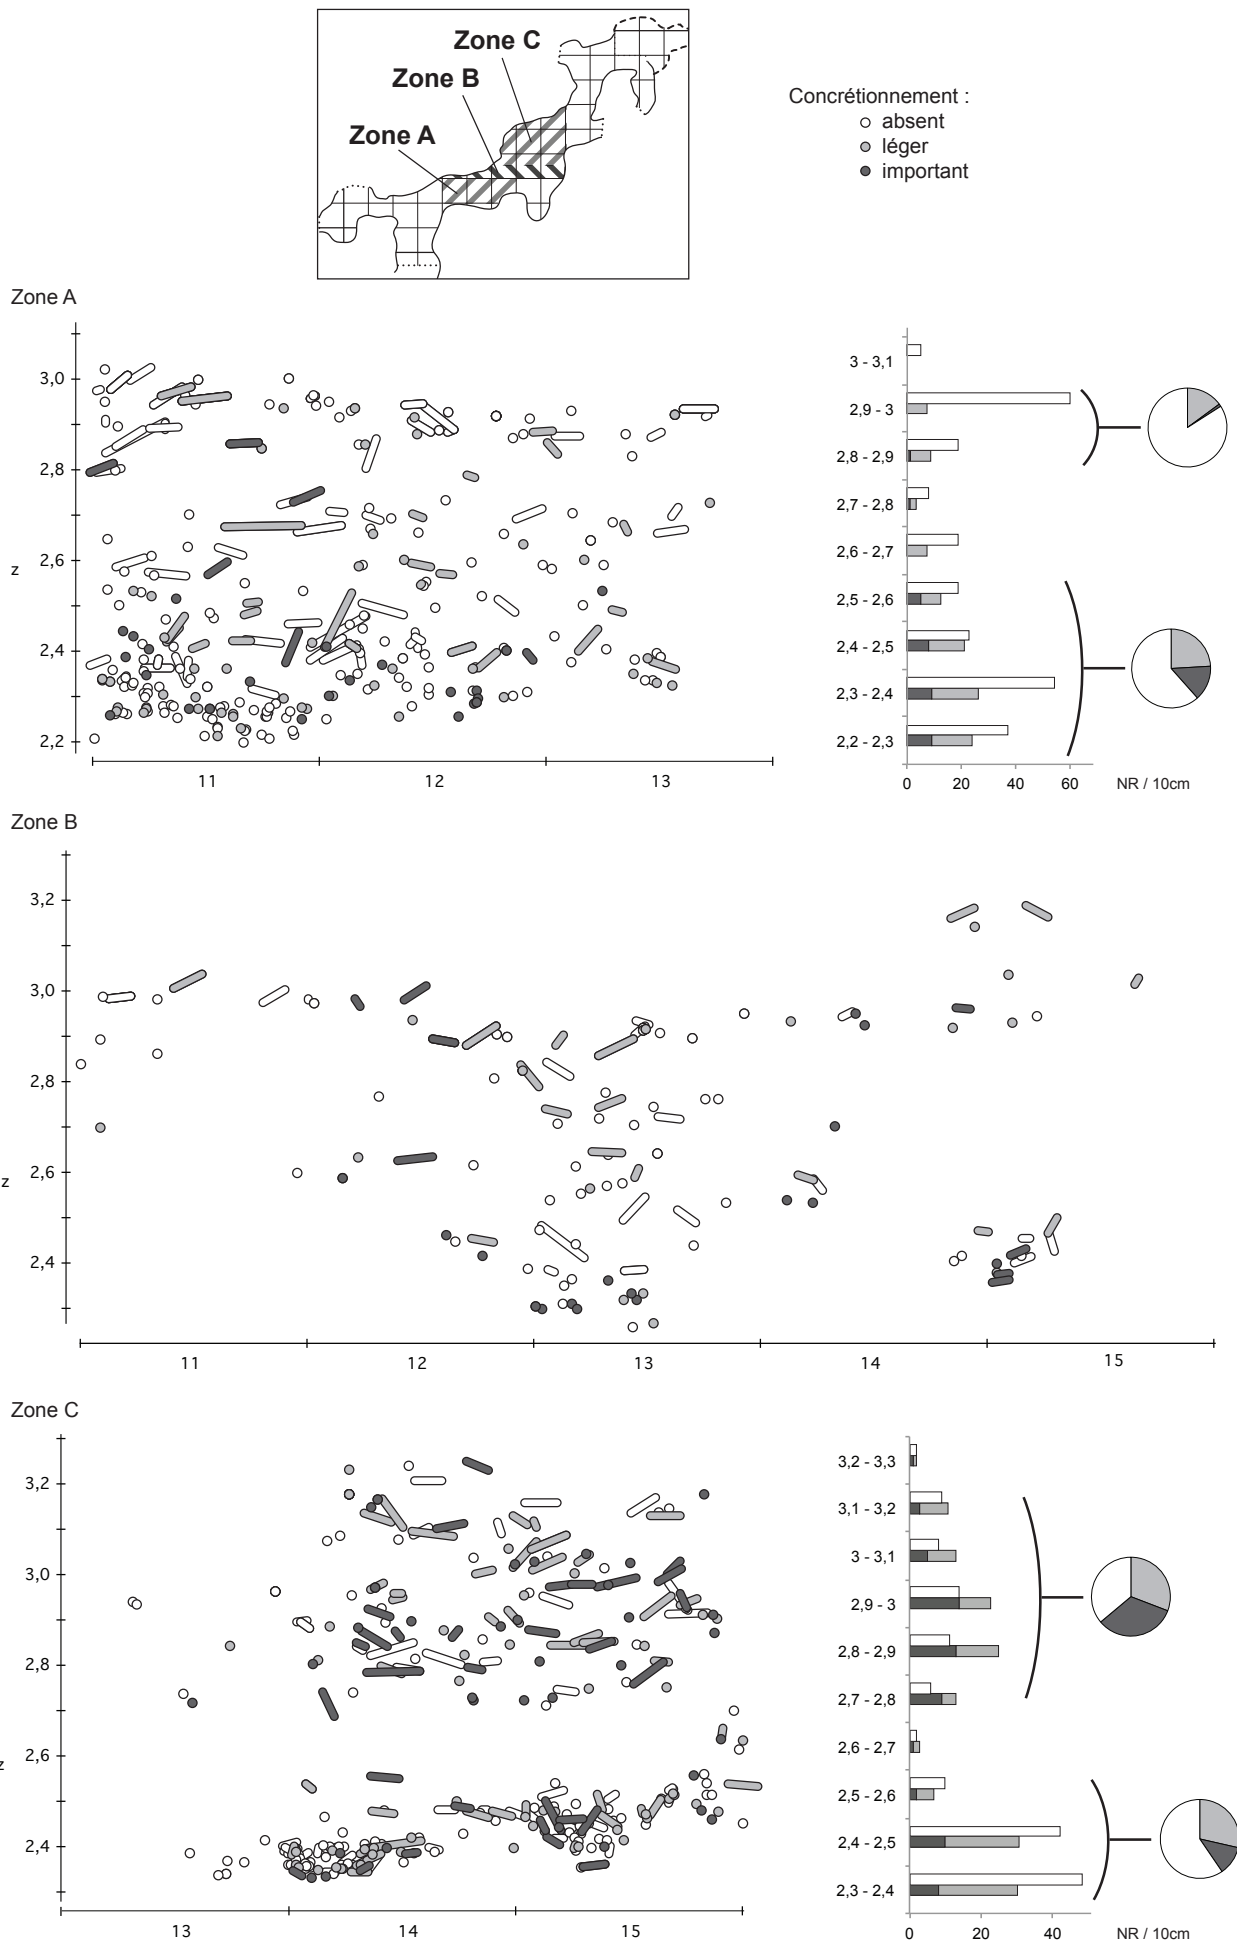 Zone C
Zone B
Zone A
Concrétionnement :
absent
léger
important
Zone A
3,0
2,8
2,6
2,4
2,2
z
11 12 13
3 - 3,1
2,9 - 3
2,8 - 2,9
2,7 - 2,8
2,6 - 2,7
2,5 - 2,6
2,4 - 2,5
2,3 - 2,4
2,2 - 2,3
0 20 40 60 NR / 10cm
Zone B
3,2
3,0
2,8
2,6
2,4
z
11 12 13 14 15
Zone C
3,2
3,0
2,8
2,6
2,4
z
13 14 15
3,2 - 3,3
3,1 - 3,2
3 - 3,1
2,9 - 3
2,8 - 2,9
2,7 - 2,8
2,6 - 2,7
2,5 - 2,6
2,4 - 2,5
2,3 - 2,4
0 20 40 NR / 10cm